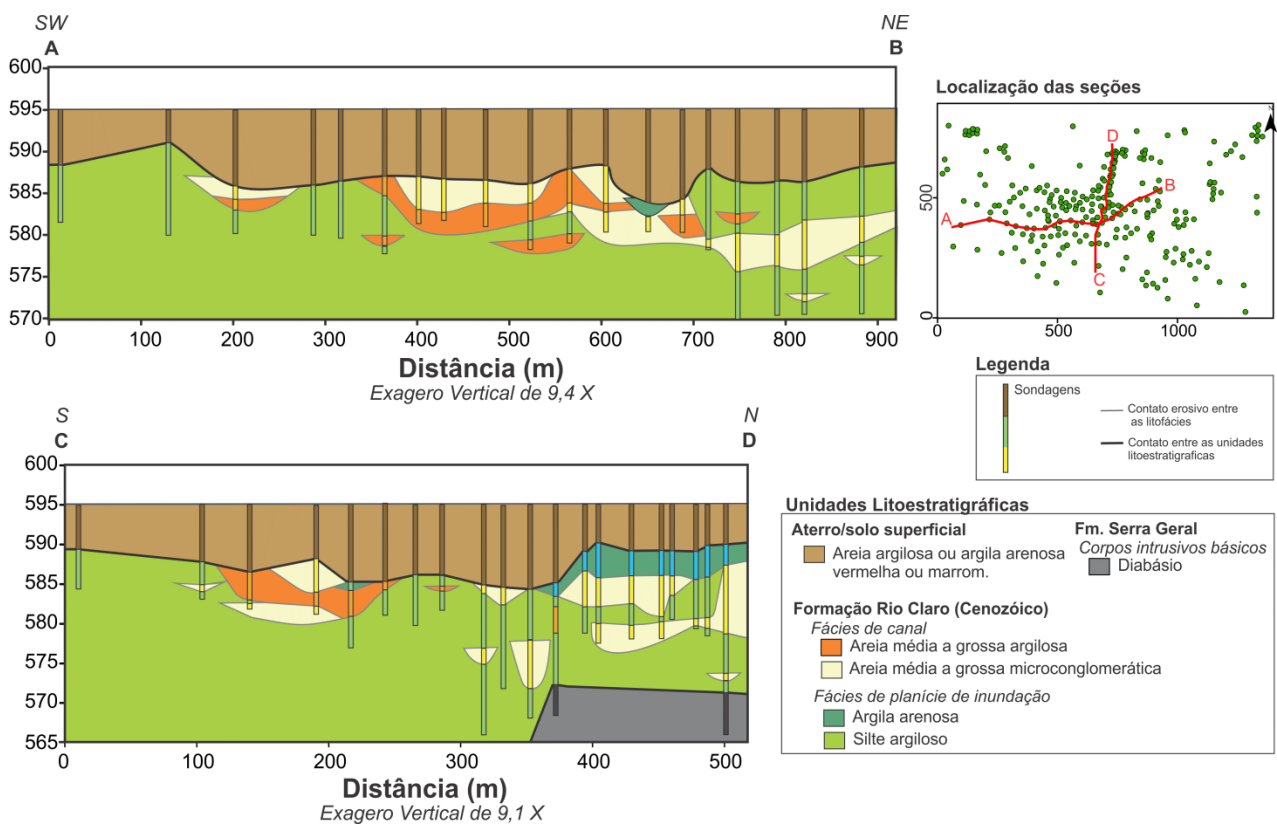 SW
A
NE
B
600
595
590
585
580
575
570
0
100
200
300
400
500
600
700
800
900
Distância (m)
Exagero Vertical de 9,4 X
Localização das seções
D
B
A
C
500
0
0
500
1000
Legenda
Sondagens
Contato erosivo entre
as litofácies
Contato entre as unidades
litoestratigraficas
S
C
N
D
600
595
590
585
580
575
570
565
0
100
200
300
400
500
Distância (m)
Exagero Vertical de 9,1 X
Unidades Litoestratigráficas
Aterro/solo superficial
Areia argilosa ou argila arenosa
vermelha ou marrom.
Fm. Serra Geral
Corpos intrusivos básicos
Diabásio
Formação Rio Claro (Cenozóico)
Fácies de canal
Areia média a grossa argilosa
Areia média a grossa microconglomerática
Fácies de planície de inundação
Argila arenosa
Silte argiloso